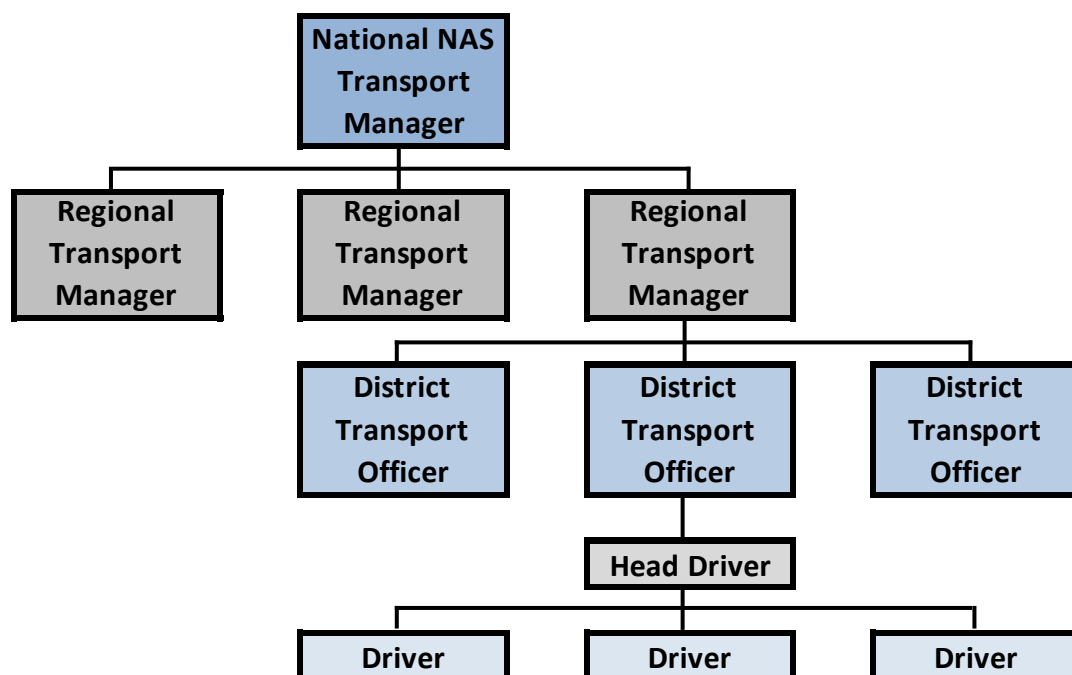 National NAS
Transport
Manager
Regional
Transport
Manager
Regional
Transport
Manager
Regional
Transport
Manager
District
Transport
Officer
District
Transport
Officer
District
Transport
Officer
Head Driver
Driver
Driver
Driver